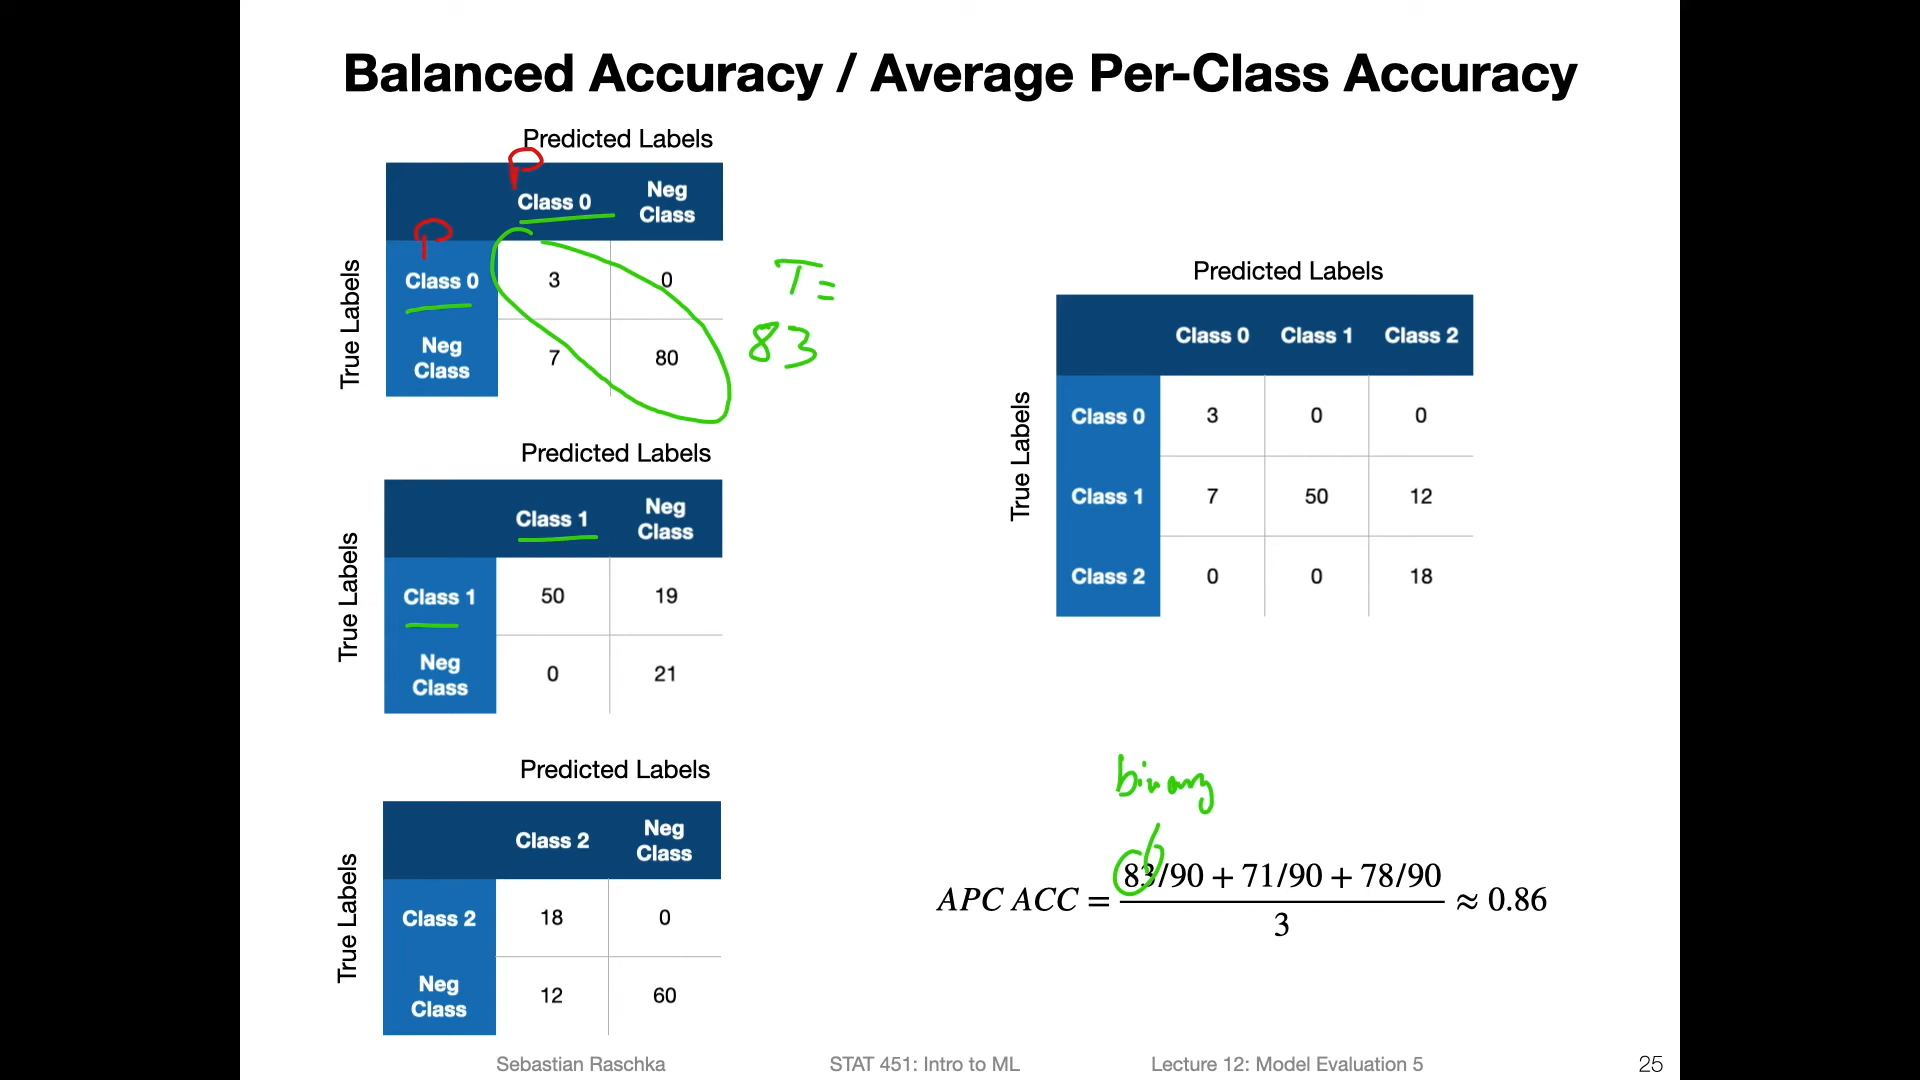 Balanced Accuracy / Average Per-Class Accuracy
Predicted Labels
P
Class 0 Neg Class
True Labels
P
Class 0 3 0
Neg Class 7 80
T =
83
Predicted Labels
Class 1 Neg Class
True Labels
Class 1 50 19
Neg Class 0 21
Predicted Labels
Class 2 Neg Class
True Labels
Class 2 18 0
Neg Class 12 60
Predicted Labels
Class 0 Class 1 Class 2
True Labels
Class 0 3 0 0
Class 1 7 50 12
Class 2 0 0 18
binary
APC ACC = (83/90 + 71/90 + 78/90) / 3 ≈ 0.86
Sebastian Raschka STAT 451: Intro to ML Lecture 12: Model Evaluation 5 25